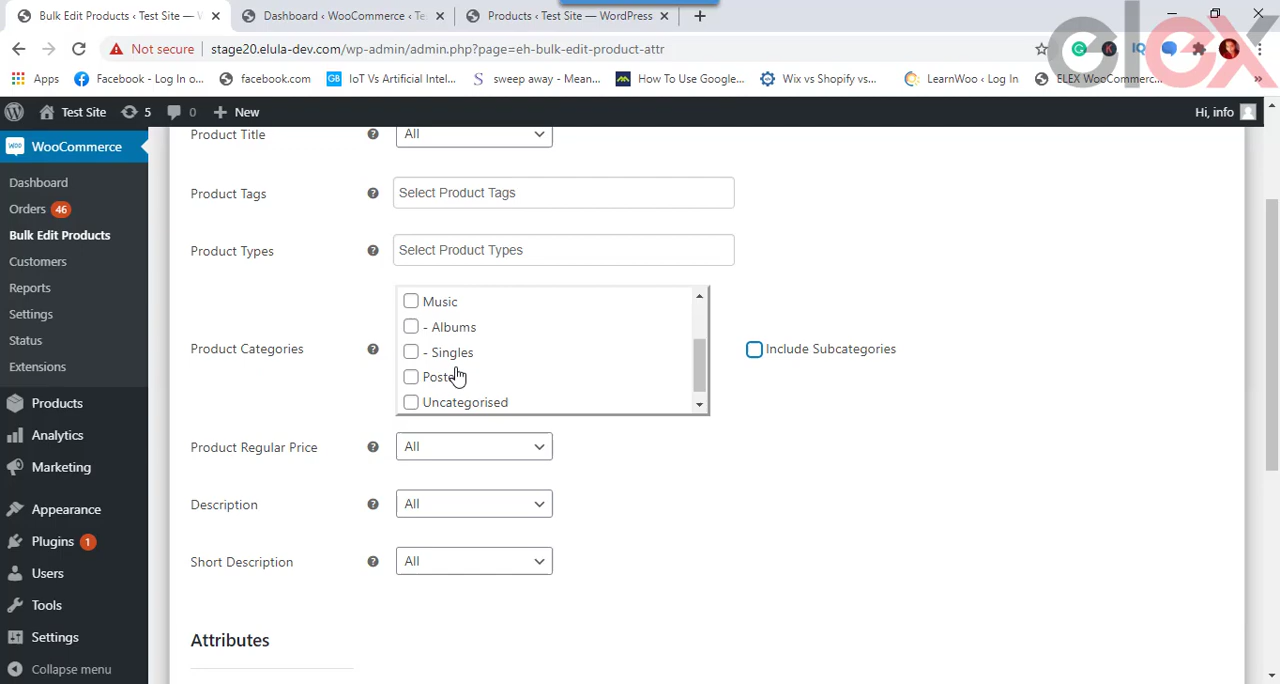 Bulk Edit Products ‹ Test Site — W
Dashboard ‹ WooCommerce ‹ Te
Products ‹ Test Site — WordPress
Not secure
stage20.elula-dev.com/wp-admin/admin.php?page=eh-bulk-edit-product-attr
elex
Apps
Facebook - Log In o...
facebook.com
GB
IoT Vs Artificial Intel...
sweep away - Mean...
How To Use Google...
Wix vs Shopify vs...
LearnWoo ‹ Log In
ELEX WooCommerc...
Test Site
5
0
New
Hi, info
WooCommerce
Dashboard
Orders 46
Bulk Edit Products
Customers
Reports
Settings
Status
Extensions
Products
Analytics
Marketing
Appearance
Plugins 1
Users
Tools
Settings
Collapse menu
Product Title
All
Product Tags
Select Product Tags
Product Types
Select Product Types
Product Categories
Music
- Albums
- Singles
Uncategorised
Include Subcategories
Product Regular Price
All
Description
All
Short Description
All
Attributes